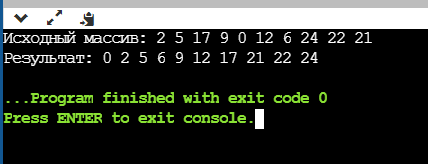 Исходный массив: 2 5 17 9 0 12 6 24 22 21
Результат: 0 2 5 6 9 12 17 21 22 24
...Program finished with exit code 0
Press ENTER to exit console.